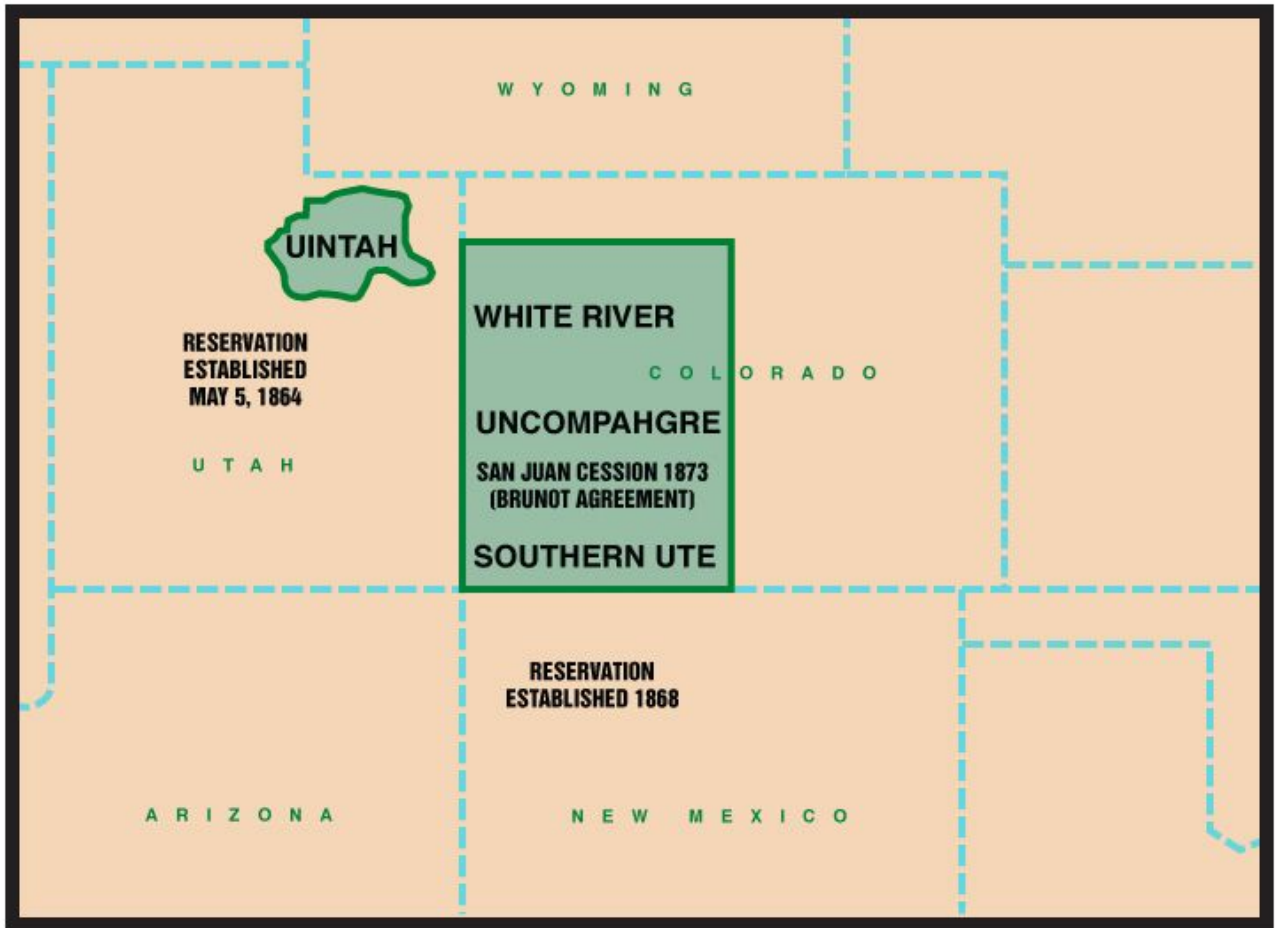 WYOMING
UINTAH
WHITE RIVER
RESERVATION
ESTABLISHED
MAY 5, 1864
COLORADO
UNCOMPAHGRE
UTAH
SAN JUAN CESSION 1873
(BRUNOT AGREEMENT)
SOUTHERN UTE
RESERVATION
ESTABLISHED 1868
ARIZONA
NEW MEXICO